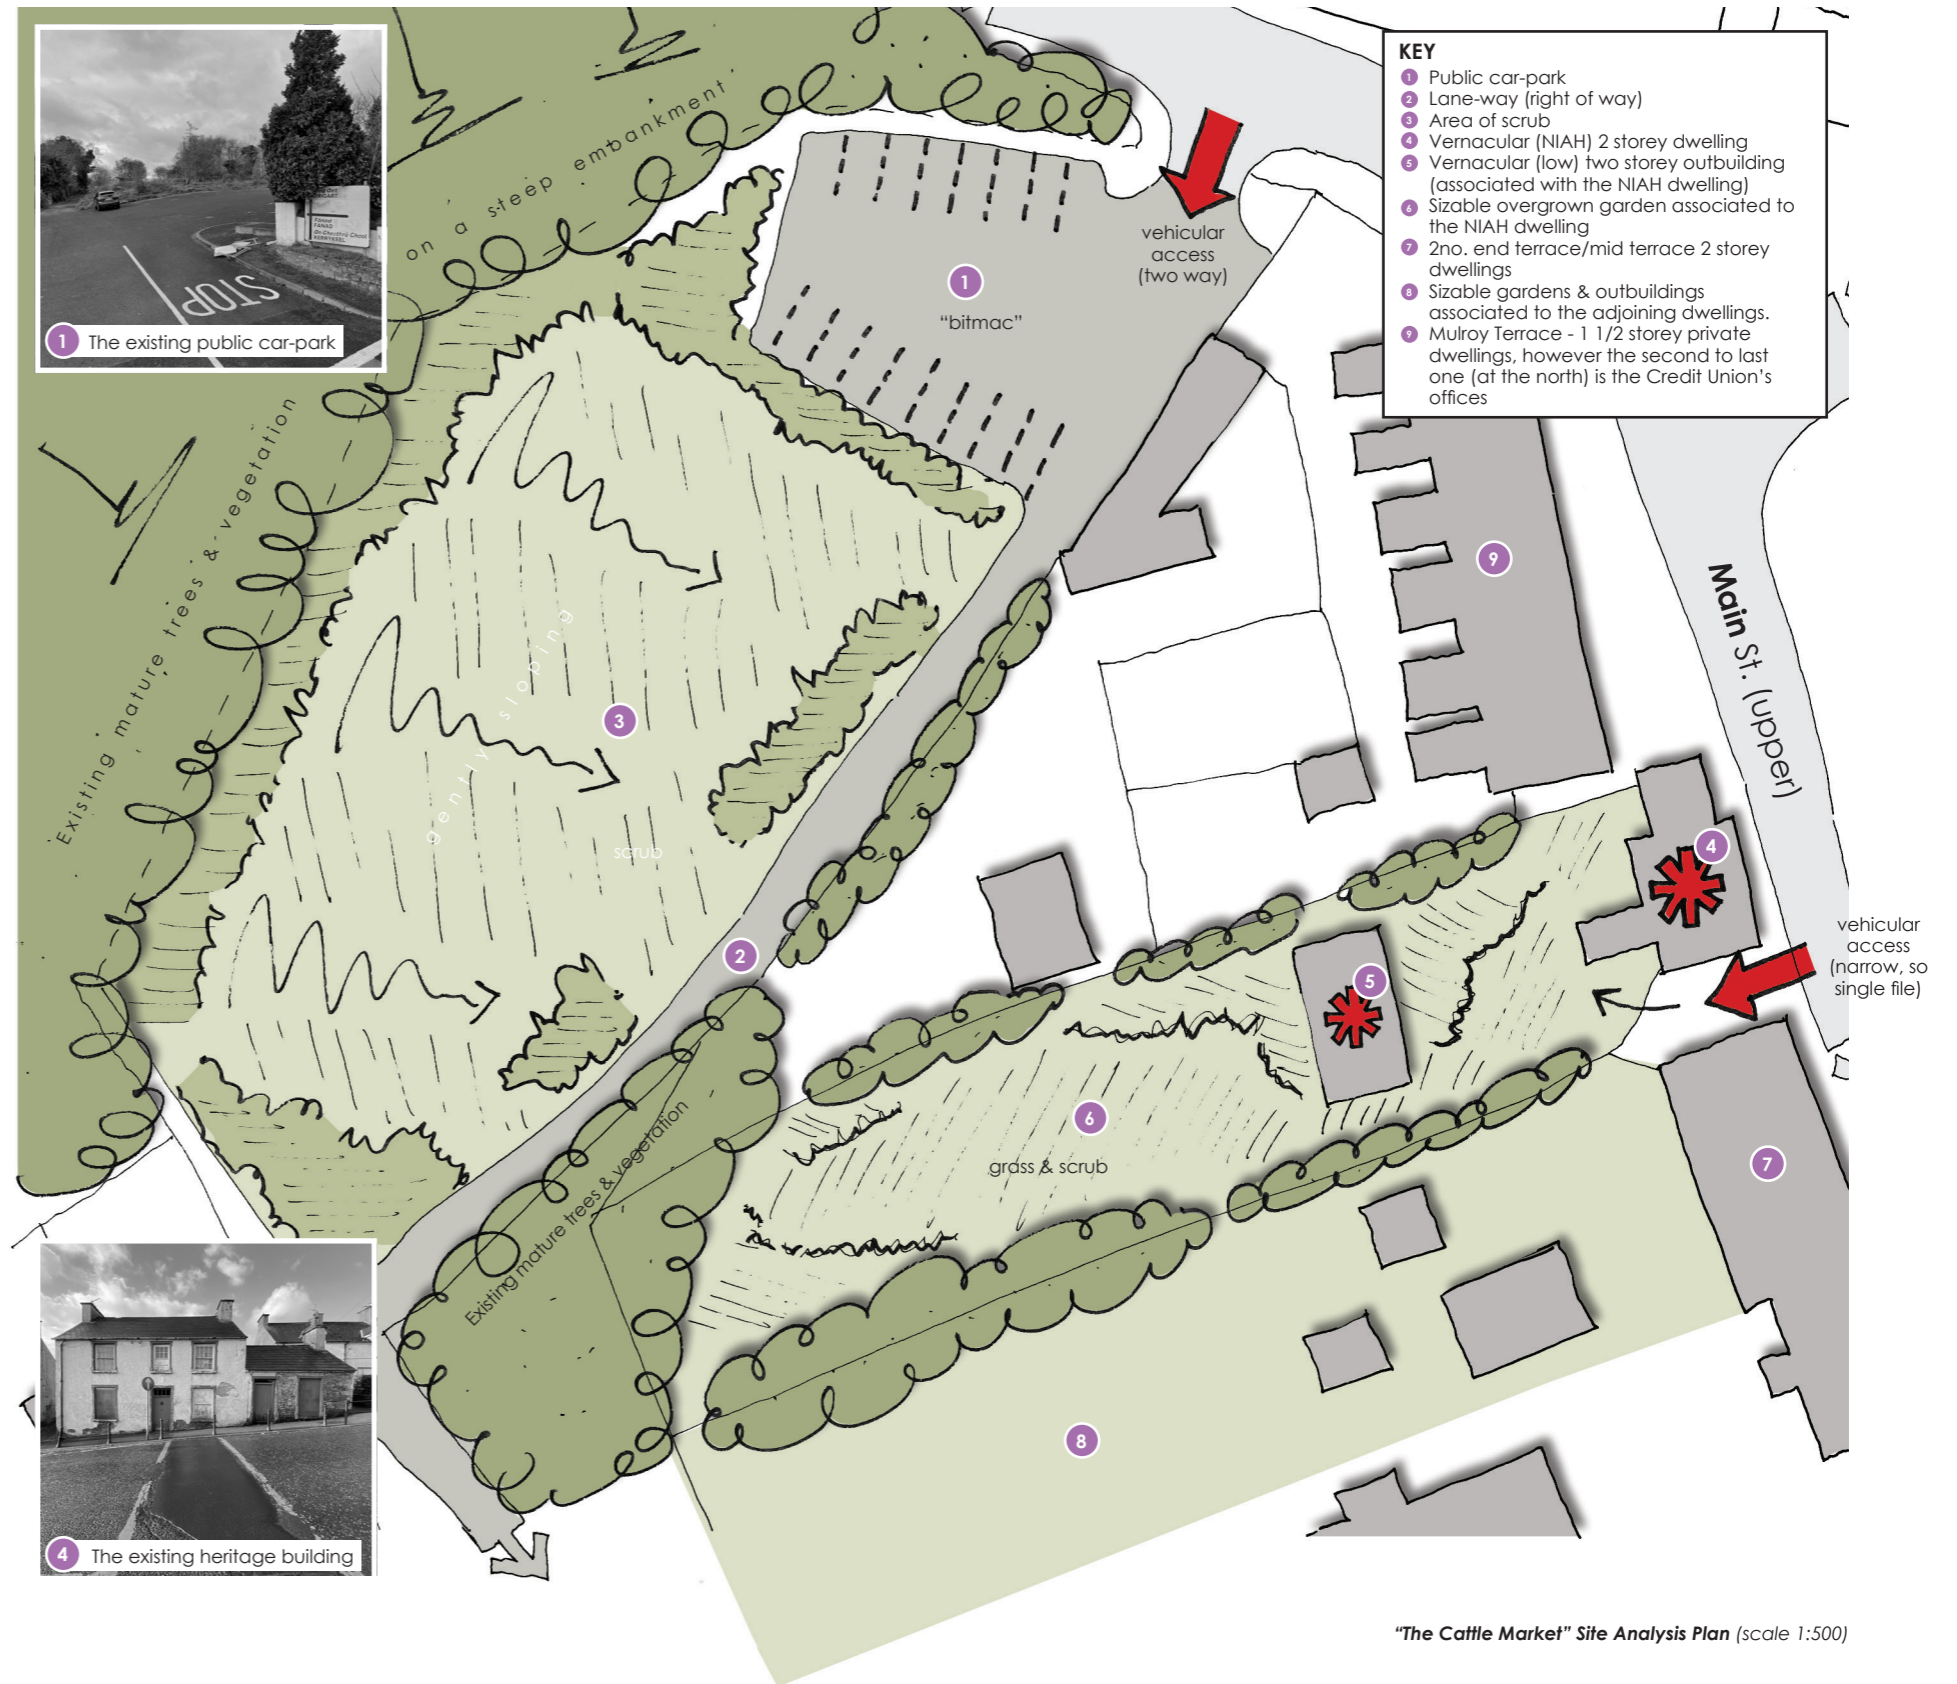 KEY
1 Public car-park
2 Lane-way (right of way)
3 Area of scrub
4 Vernacular (NIAH) 2 storey dwelling
5 Vernacular (low) two storey outbuilding
(associated with the NIAH dwelling)
6 Sizable overgrown garden associated to
the NIAH dwelling
7 2no. end terrace/mid terrace 2 storey
dwellings
8 Sizable gardens & outbuildings
associated to the adjoining dwellings.
9 Mulroy Terrace - 1 1/2 storey private
dwellings, however the second to last
one (at the north) is the Credit Union's
offices
STOP
FANAD
KERRYKEEL
1 The existing public car-park
Existing mature trees & vegetation
on a steep embankment
vehicular
access
(two way)
1
"bitmac"
9
Main St. (upper)
gently sloping
3
scrub
2
4
vehicular
access
(narrow, so
single file)
5
6
grass & scrub
7
Existing mature trees & vegetation
8
4 The existing heritage building
"The Cattle Market" Site Analysis Plan (scale 1:500)